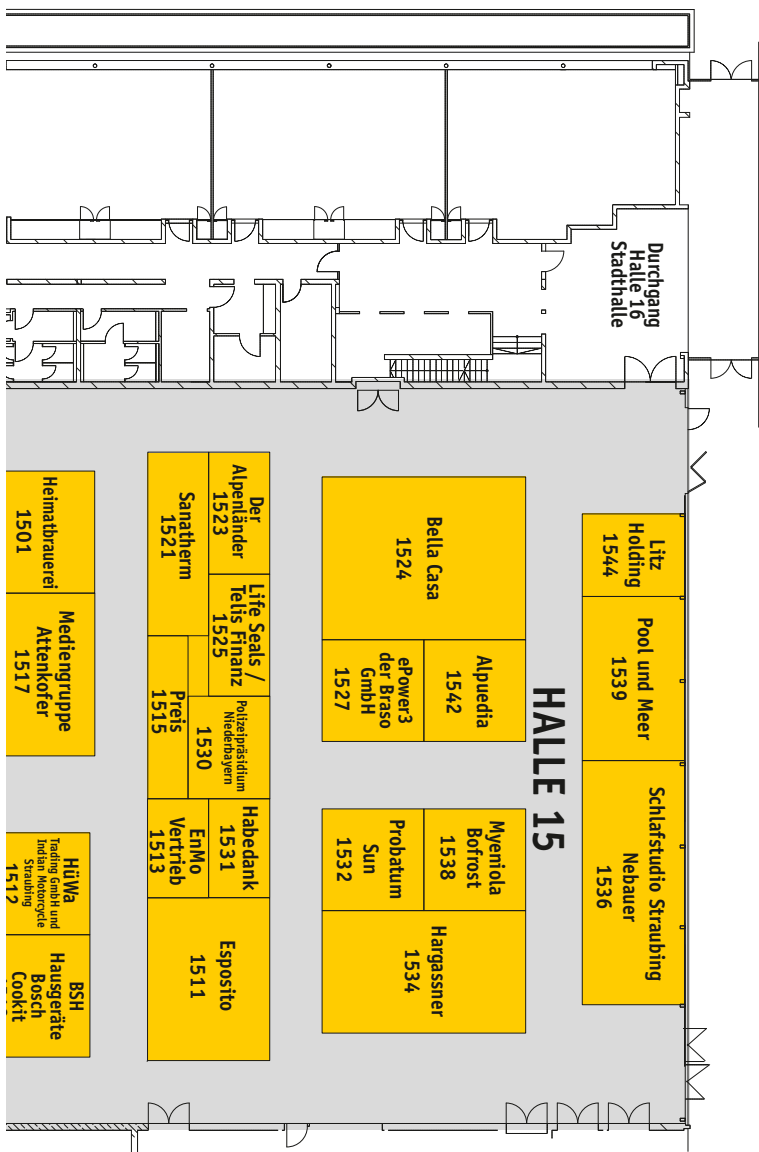 Durchgang
Halle 16
Stadthalle
HALLE 15
Litz
Holding
1544
Pool und Meer
1539
Schlafstudio Straubing
Nebauer
1536
Bella Casa
1524
Alpuedia
1542
ePower3
der Braso
GmbH
1527
Myeniola
Bofrost
1538
Probatum
Sun
1532
Hargassner
1534
Der
Alpenländer
1523
Sanatherm
1521
Life Seals /
Telis Finanz
1525
Polizeipräsidium
Niederbayern
1530
Preis
1515
Habedank
1531
EnMo
Vertrieb
1513
Esposito
1511
Heimatbrauerei
1501
Mediengruppe
Attenkofer
1517
HüWa
Trading GmbH und
Indian Motorcycle
Straubing
1512
BSH
Hausgeräte
Bosch
Cookit